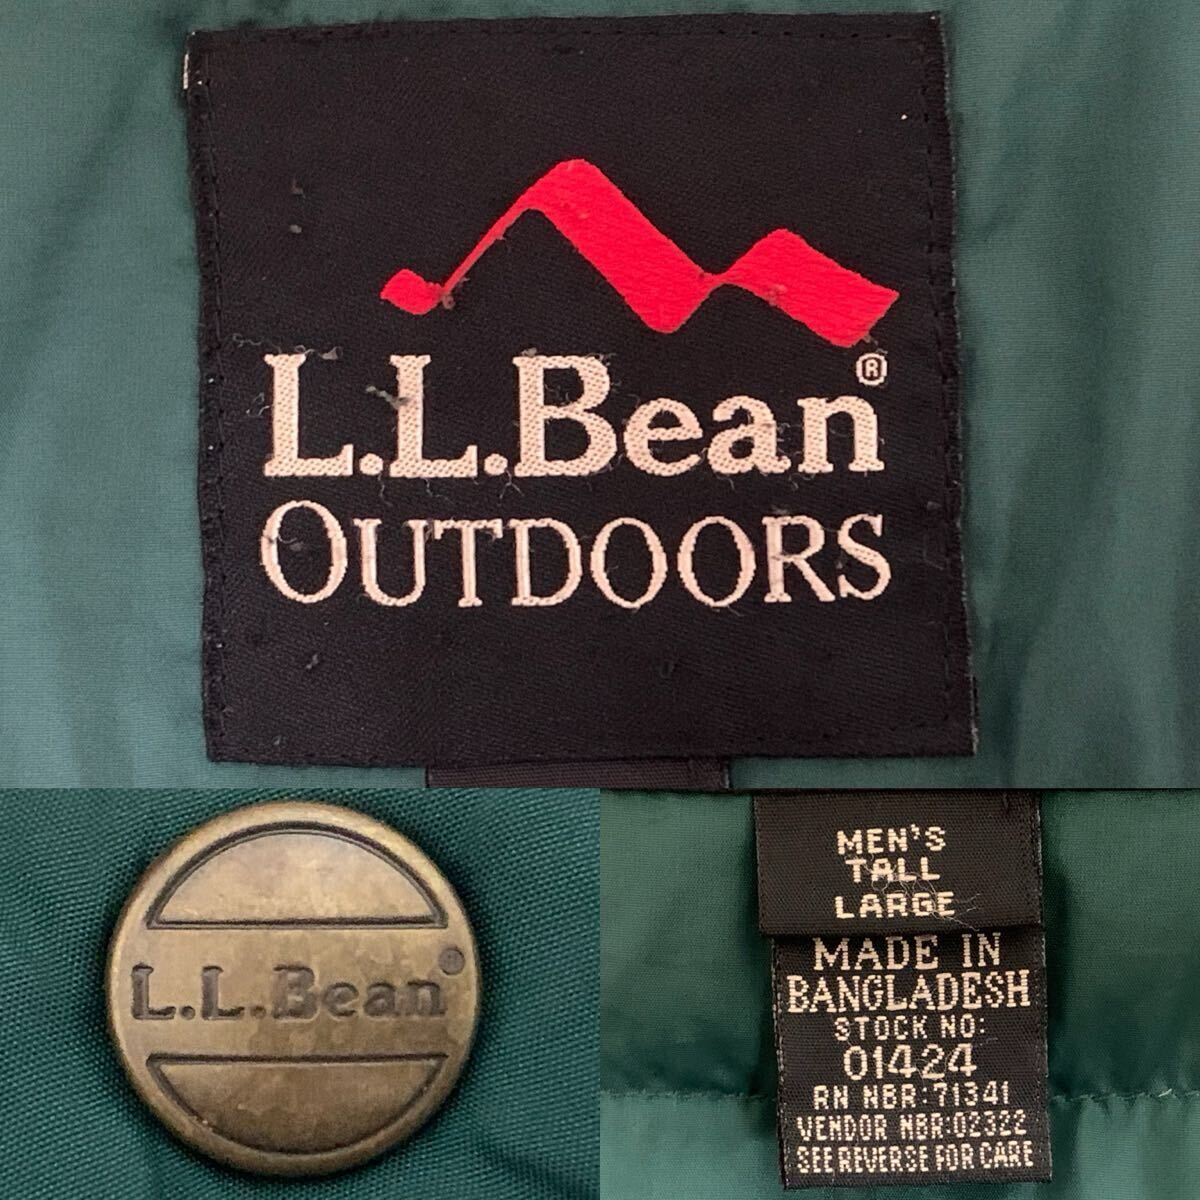 L.L.Bean®
OUTDOORS
L.L.Bean®
MEN'S
TALL
LARGE
MADE IN
BANGLADESH
STOCK NO:
01424
RN NBR:71341
VENDOR NBR:02322
SEE REVERSE FOR CARE